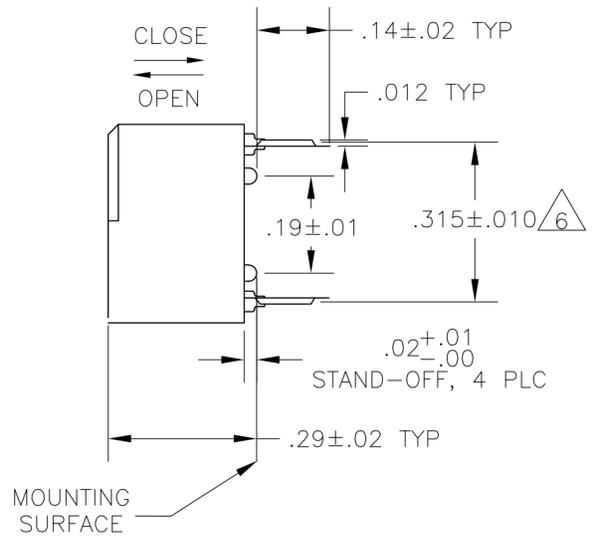 CLOSE
OPEN
.14±.02 TYP
.012 TYP
.315±.010 6
.19±.01
.02+.01
−.00
STAND−OFF, 4 PLC
.29±.02 TYP
MOUNTING
SURFACE